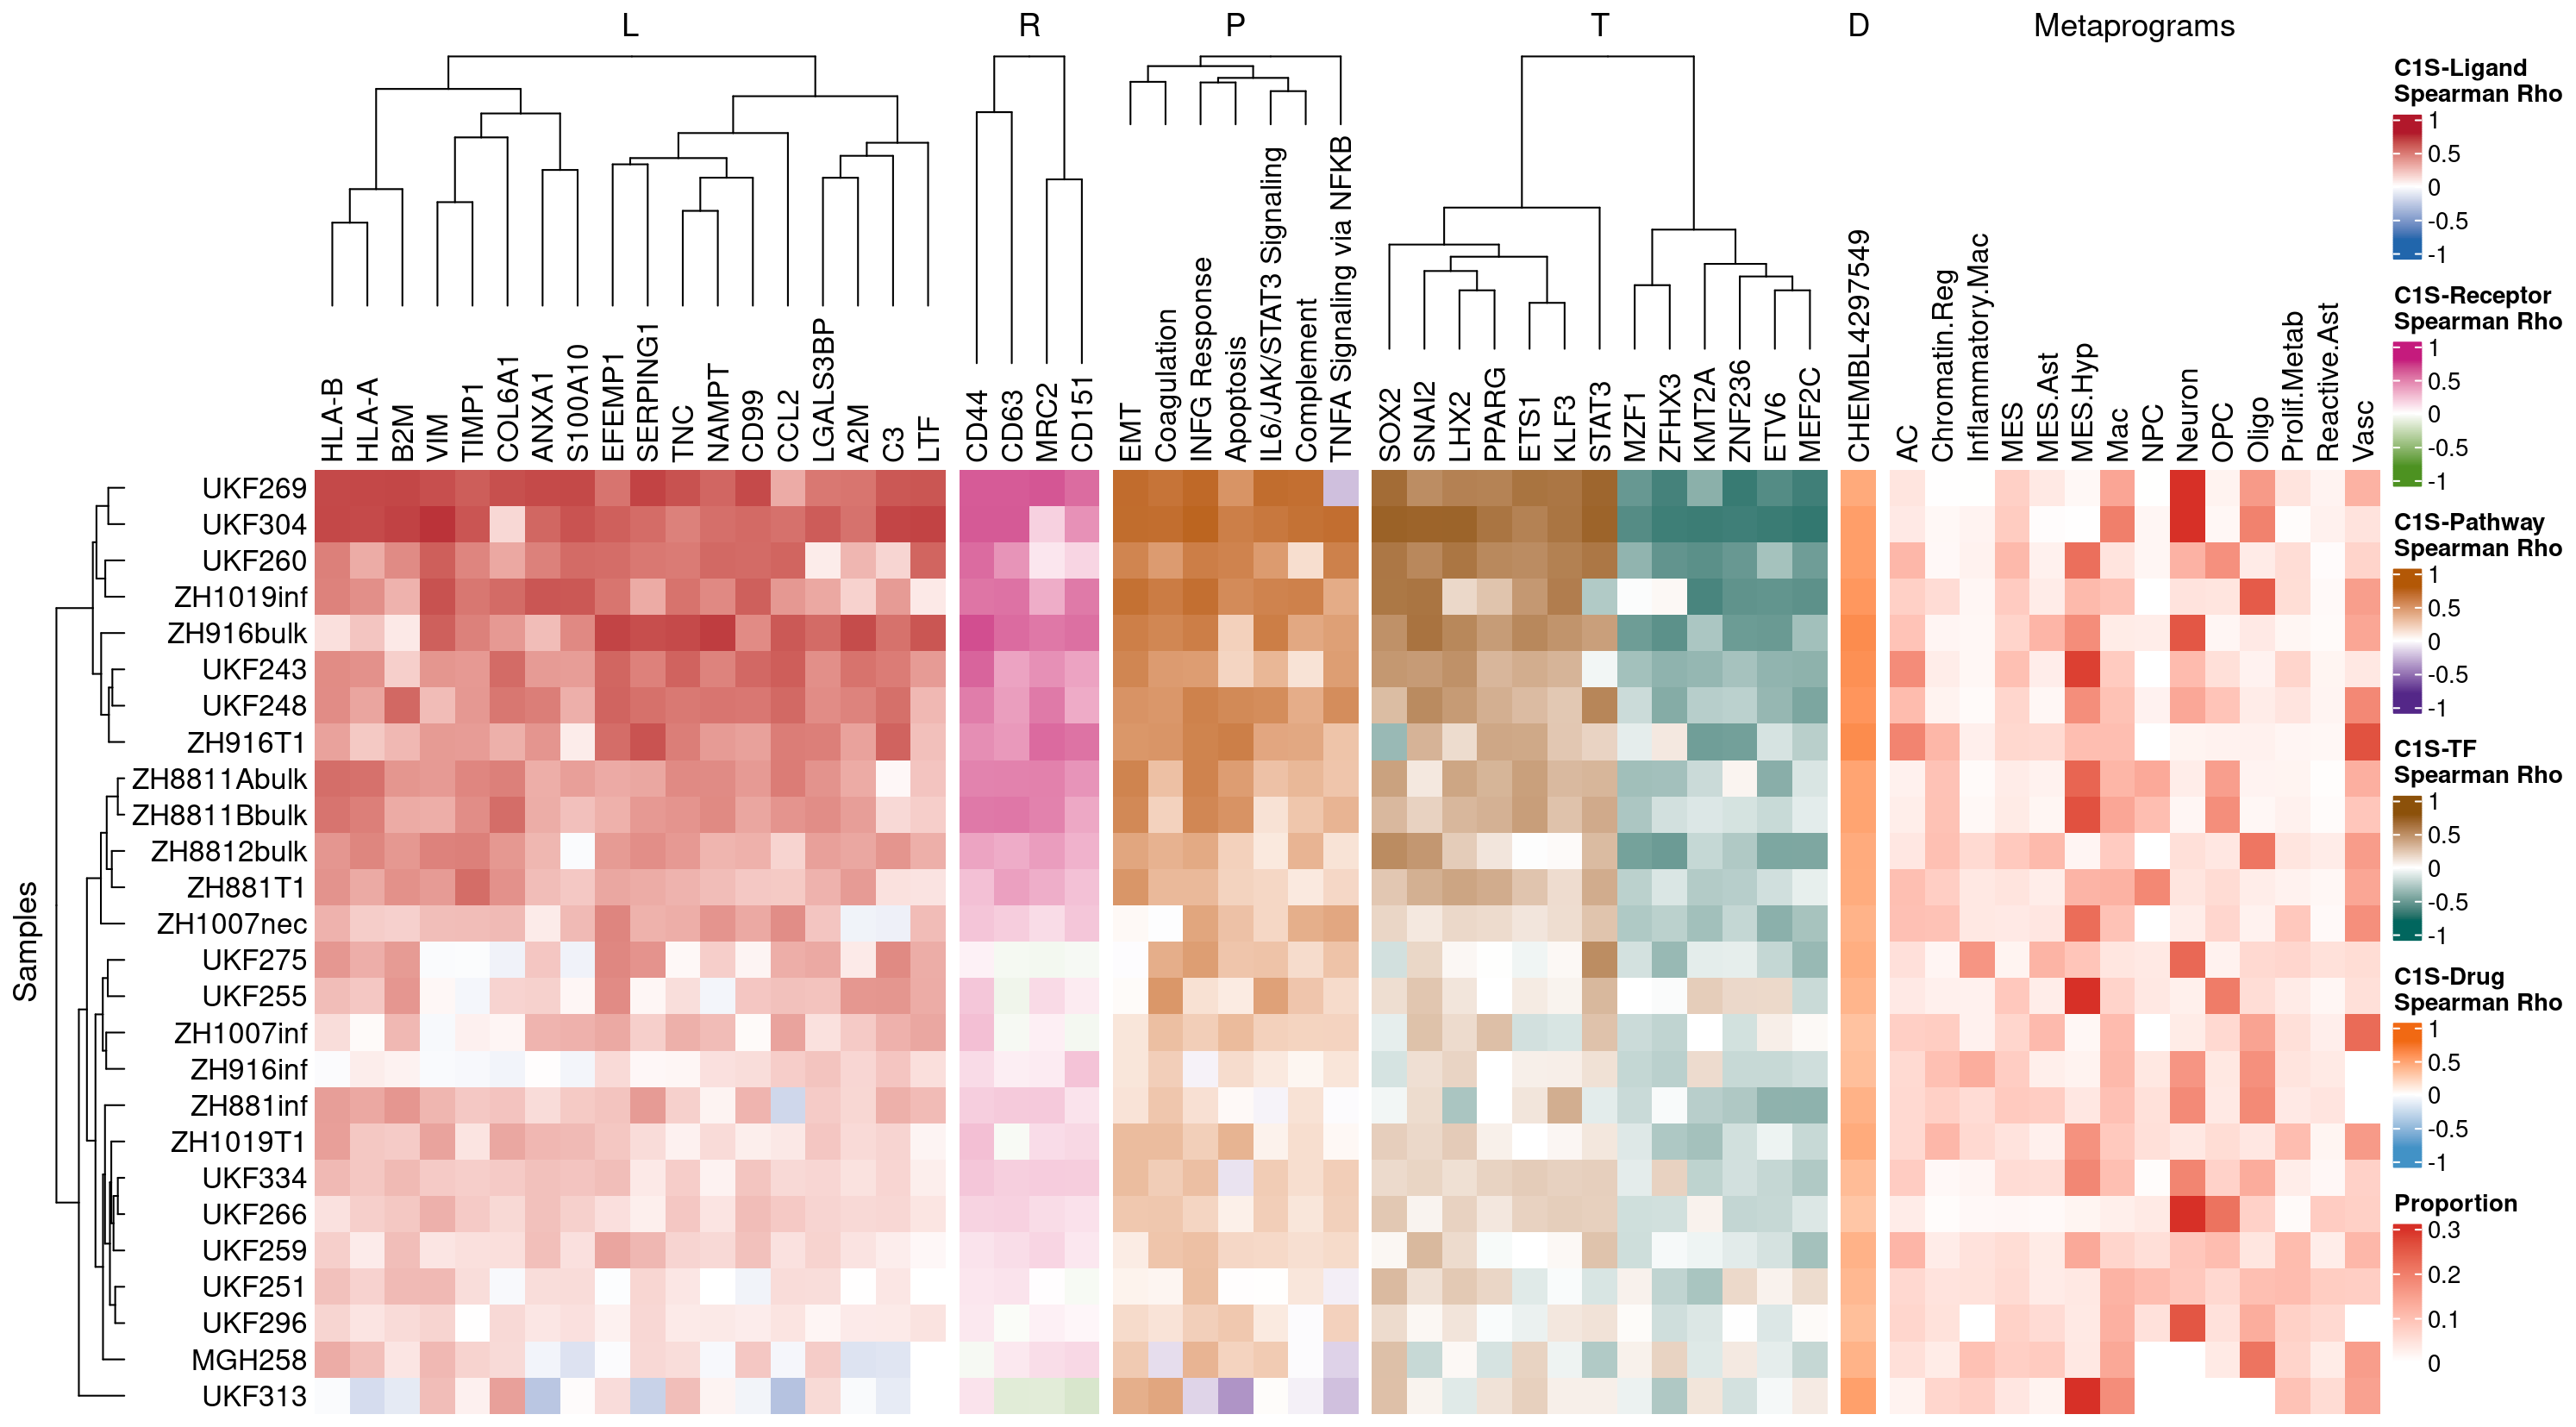 L R P T D Metaprograms
HLA-B
HLA-A
B2M
VIM
TIMP1
COL6A1
ANXA1
S100A10
EFEMP1
SERPING1
TNC
NAMPT
CD99
CCL2
LGALS3BP
A2M
C3
LTF
CD44
CD63
MRC2
CD151
EMT
Coagulation
INFG Response
Apoptosis
IL6/JAK/STAT3 Signaling
Complement
TNFA Signaling via NFKB
SOX2
SNAI2
LHX2
PPARG
ETS1
KLF3
STAT3
MZF1
ZFHX3
KMT2A
ZNF236
ETV6
MEF2C
CHEMBL4297549
AC
Chromatin.Reg
Inflammatory.Mac
MES
MES.Ast
MES.Hyp
Mac
NPC
Neuron
OPC
Oligo
Prolif.Metab
Reactive.Ast
Vasc
Samples
UKF269
UKF304
UKF260
ZH1019inf
ZH916bulk
UKF243
UKF248
ZH916T1
ZH8811Abulk
ZH8811Bbulk
ZH8812bulk
ZH881T1
ZH1007nec
UKF275
UKF255
ZH1007inf
ZH916inf
ZH881inf
ZH1019T1
UKF334
UKF266
UKF259
UKF251
UKF296
MGH258
UKF313
C1S-Ligand
Spearman Rho
1
0.5
0
-0.5
-1
C1S-Receptor
Spearman Rho
1
0.5
0
-0.5
-1
C1S-Pathway
Spearman Rho
1
0.5
0
-0.5
-1
C1S-TF
Spearman Rho
1
0.5
0
-0.5
-1
C1S-Drug
Spearman Rho
1
0.5
0
-0.5
-1
Proportion
0.3
0.2
0.1
0